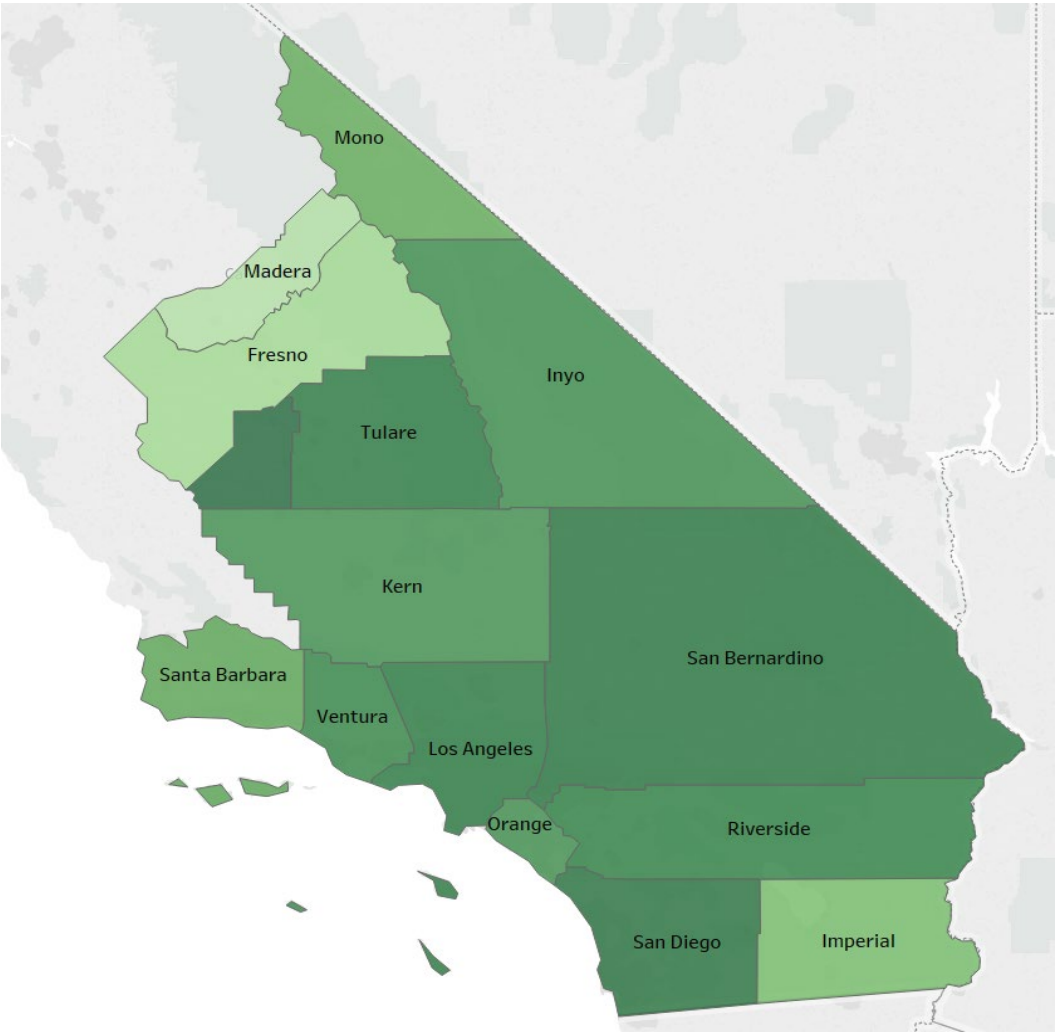 Mono
Madera
Fresno
Inyo
Tulare
Kern
San Bernardino
Santa Barbara
Ventura
Los Angeles
Orange
Riverside
San Diego
Imperial